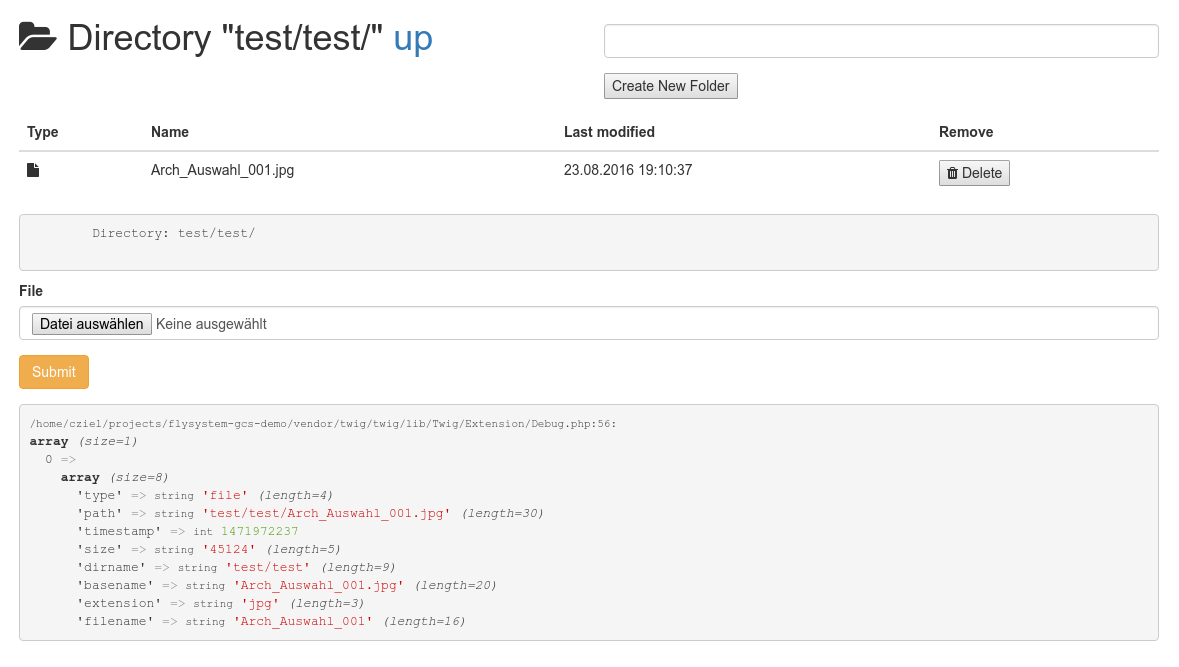 Directory "test/test/" up
Create New Folder
Type Name Last modified Remove
Arch_Auswahl_001.jpg 23.08.2016 19:10:37 Delete
Directory: test/test/
File
Datei auswählen Keine ausgewählt
Submit
/home/cziel/projects/flysystem-gcs-demo/vendor/twig/twig/lib/Twig/Extension/Debug.php:56:
array (size=1)
0 =>
array (size=8)
'type' => string 'file' (length=4)
'path' => string 'test/test/Arch_Auswahl_001.jpg' (length=30)
'timestamp' => int 1471972237
'size' => string '45124' (length=5)
'dirname' => string 'test/test' (length=9)
'basename' => string 'Arch_Auswahl_001.jpg' (length=20)
'extension' => string 'jpg' (length=3)
'filename' => string 'Arch_Auswahl_001' (length=16)